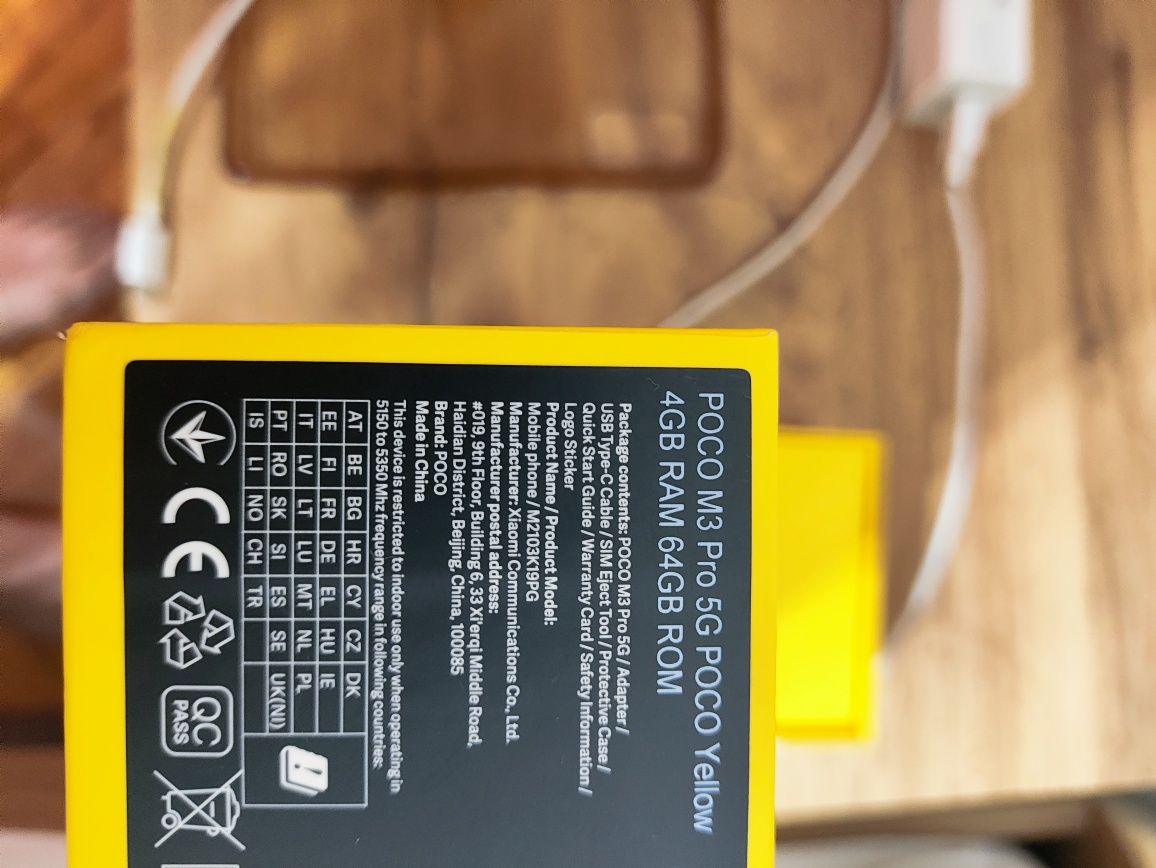 POCO M3 Pro 5G POCO Yellow
4GB RAM 64GB ROM
Package contents: POCO M3 Pro 5G / Adapter /
USB Type-C Cable / SIM Eject Tool / Protective Case /
Quick Start Guide / Warranty Card / Safety Information /
Logo Sticker
Product Name / Product Model:
Mobile phone / M2103K19PG
Manufacturer: Xiaomi Communications Co., Ltd.
Manufacturer postal address:
#019, 9th Floor, Building 6, 33 Xi'erqi Middle Road,
Haidian District, Beijing, China, 100085
Brand: POCO
Made in China
This device is restricted to indoor use only when operating in
5150 to 5350 Mhz frequency range in following countries:
AT BE BG HR CY CZ DK
EE FI FR DE EL HU IE
IT LV LT LU MT NL PL
PT RO SK SI ES SE UK(NI)
IS LI NO CH TR
CE
QC
PASS